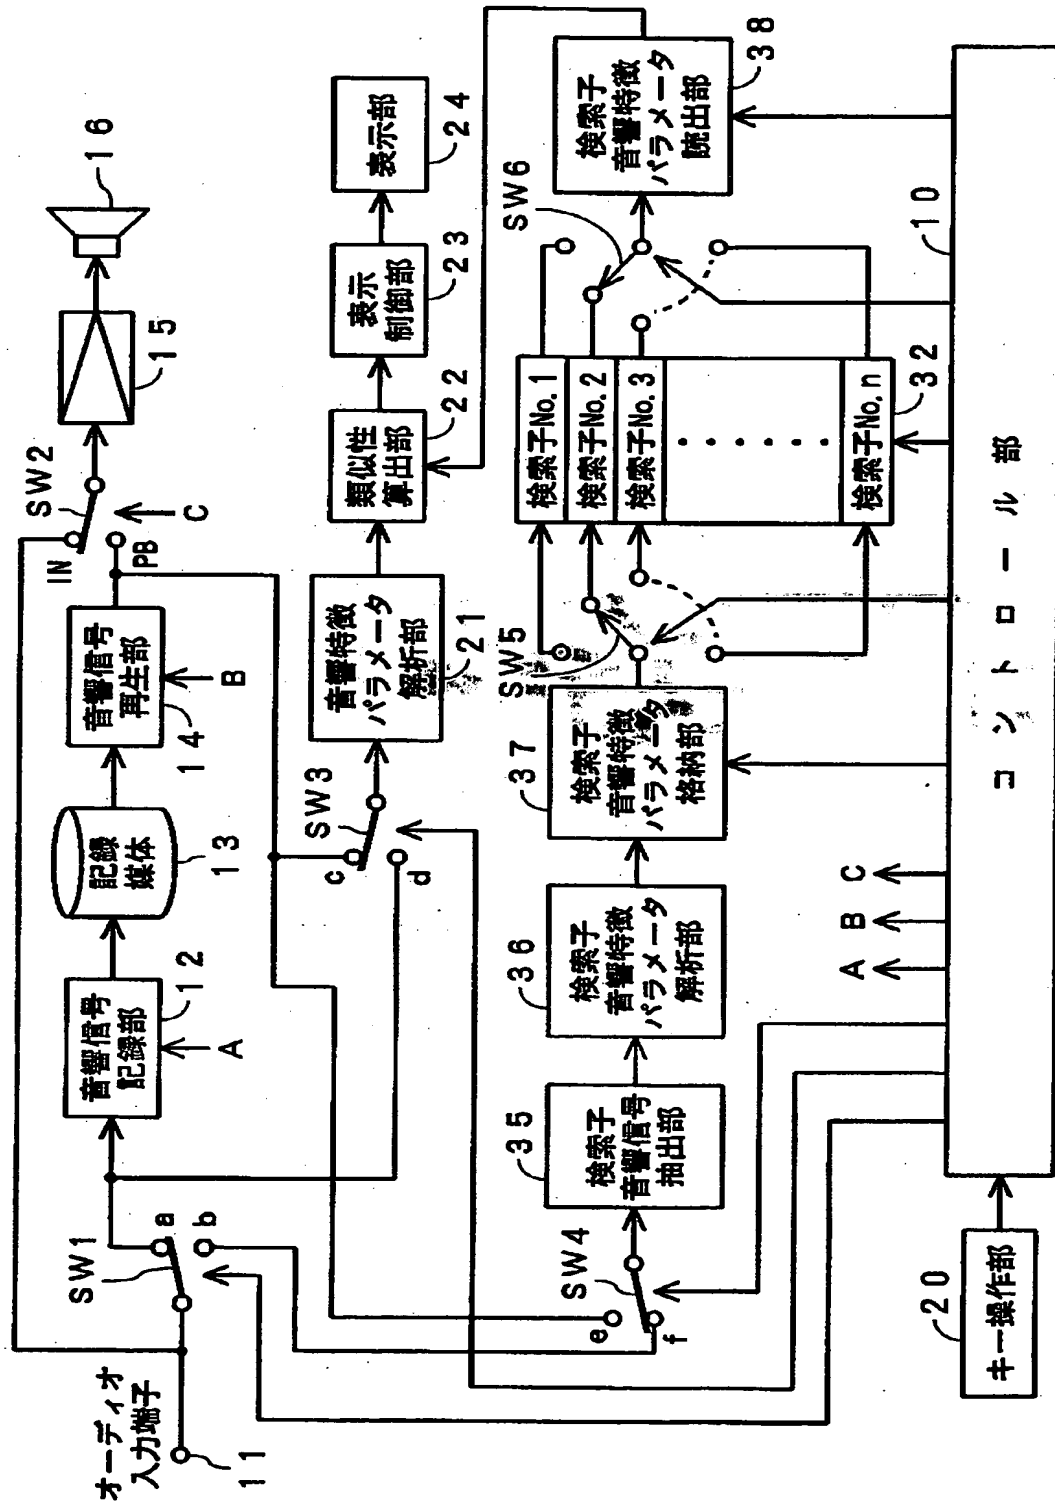 オーディオ
入力端子
11
SW1
a
b
音響信号
記録部
12
A
記録
媒体
13
音響信号
再生部
14
B
IN
PB
SW2
C
15
16
SW3
c
d
音響特徴
パラメータ
解析部
21
類似性
算出部
22
表示
制御部
23
表示部
24
SW4
e
f
検索子
音響信号
抽出部
35
検索子
音響特徴
パラメータ
解析部
36
検索子
音響特徴
パラメータ
格納部
37
SW5
検索子No.1
検索子No.2
検索子No.3
検索子No.n
32
SW6
検索子
音響特徴
パラメータ
読出部
38
キー操作部
20
A
B
C
コントロール部
10